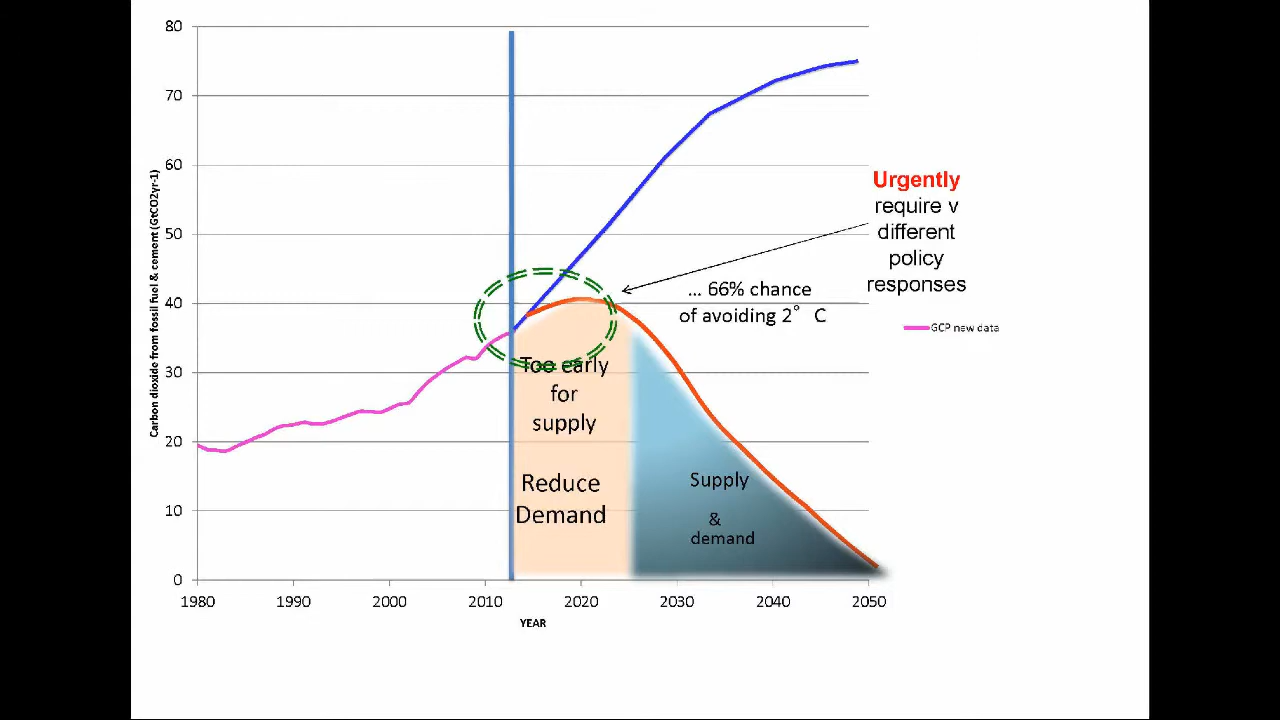 80
70
60
50
40
30
20
10
0
Carbon dioxide from fossil fuel & cement (GtCO2yr-1)
1980 1990 2000 2010 2020 2030 2040 2050
YEAR
Urgently
require v
different
policy
responses
... 66% chance
of avoiding 2° C
GCP new data
Too early
for
supply
Reduce
Demand
Supply
&
demand